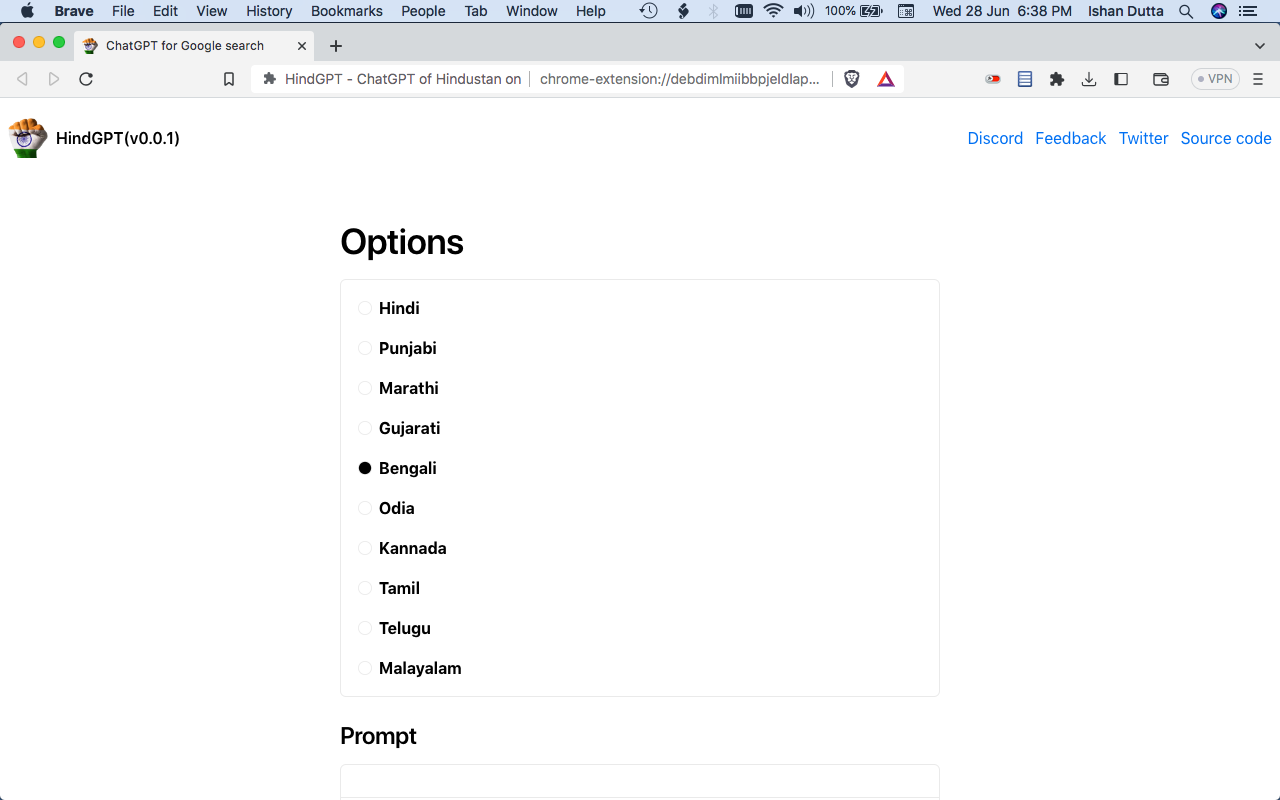 Brave File Edit View History Bookmarks People Tab Window Help 100% Wed 28 Jun 6:38 PM Ishan Dutta
ChatGPT for Google search
HindGPT - ChatGPT of Hindustan on chrome-extension://debdimlmiibbpjeldlap... VPN
HindGPT(v0.0.1) Discord Feedback Twitter Source code
Options
Hindi
Punjabi
Marathi
Gujarati
Bengali
Odia
Kannada
Tamil
Telugu
Malayalam
Prompt